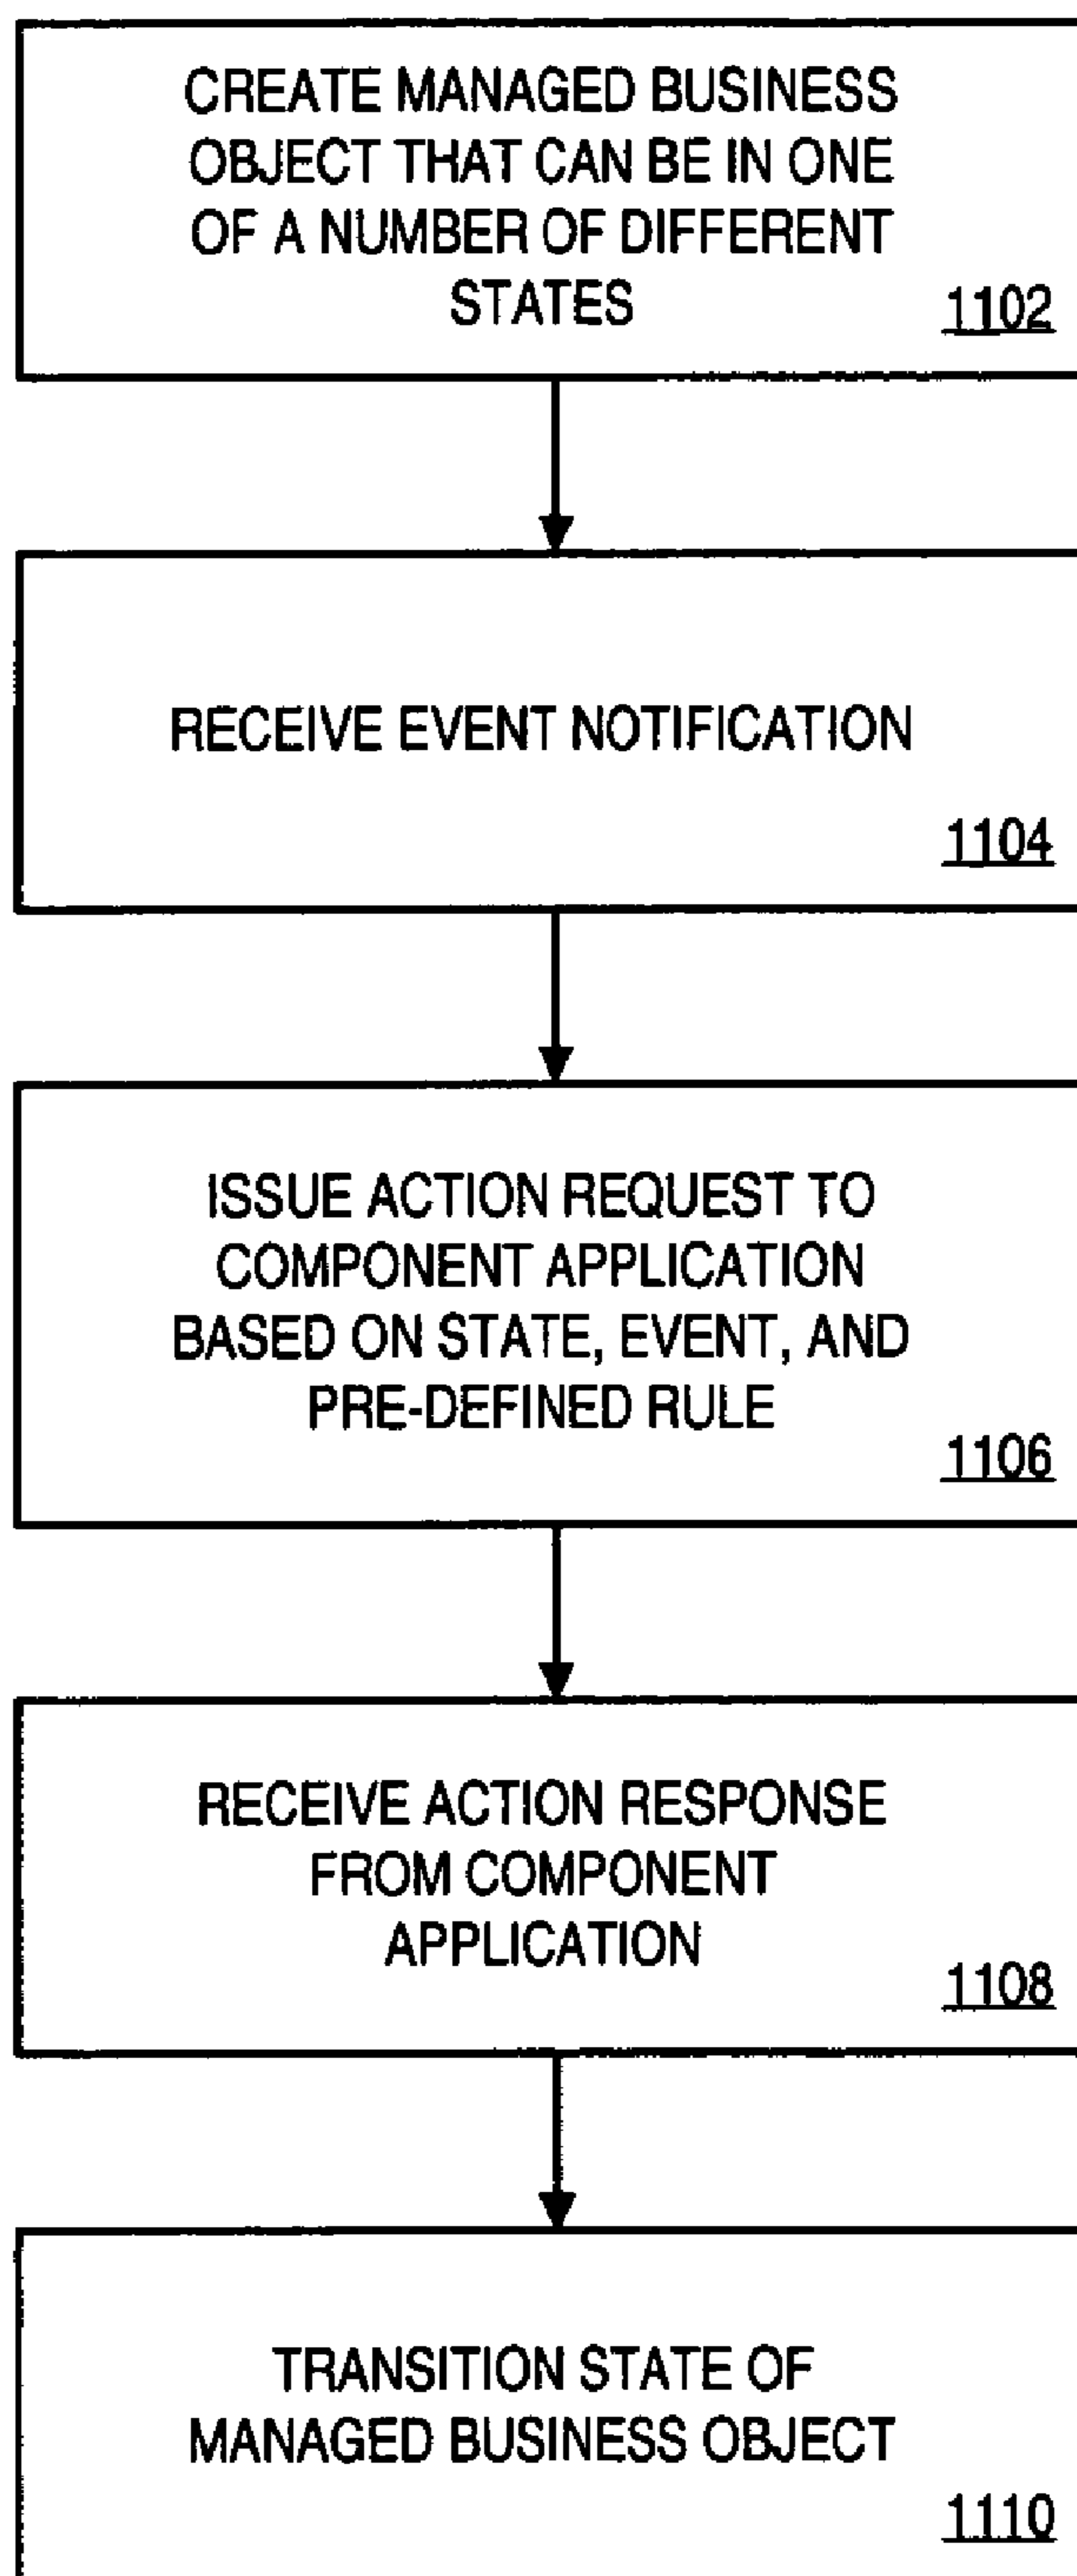 CREATE MANAGED BUSINESS
OBJECT THAT CAN BE IN ONE
OF A NUMBER OF DIFFERENT
STATES
1102
RECEIVE EVENT NOTIFICATION
1104
ISSUE ACTION REQUEST TO
COMPONENT APPLICATION
BASED ON STATE, EVENT, AND
PRE-DEFINED RULE
1106
RECEIVE ACTION RESPONSE
FROM COMPONENT
APPLICATION
1108
TRANSITION STATE OF
MANAGED BUSINESS OBJECT
1110